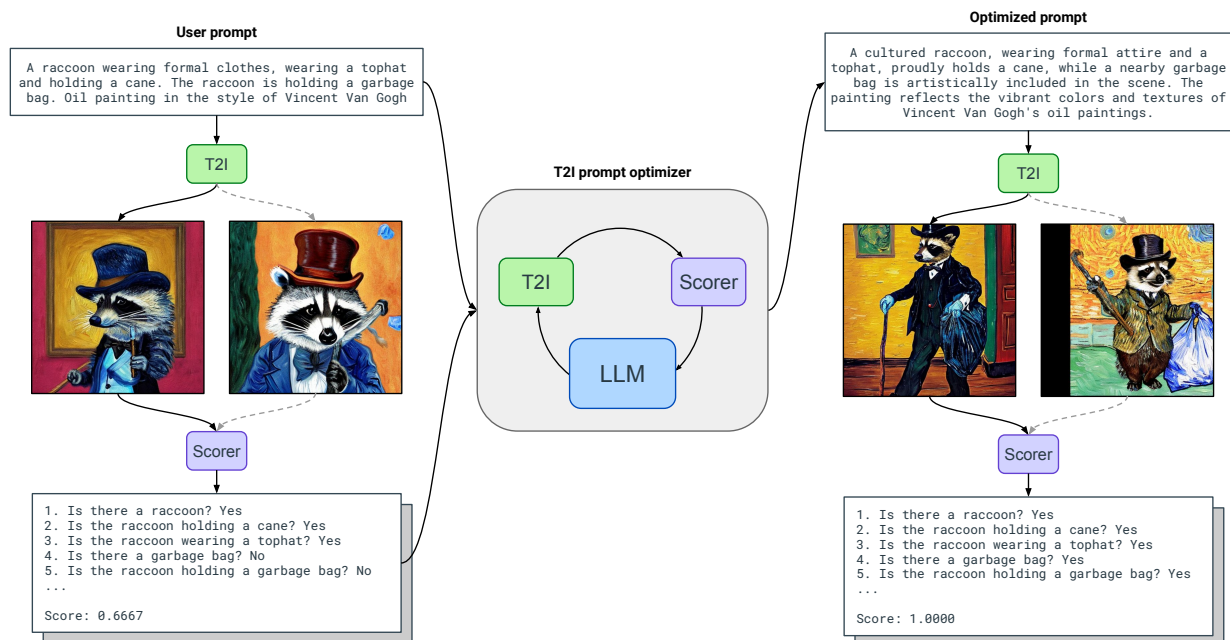 User prompt
A raccoon wearing formal clothes, wearing a tophat
and holding a cane. The raccoon is holding a garbage
bag. Oil painting in the style of Vincent Van Gogh
T2I
Scorer
1. Is there a raccoon? Yes
2. Is the raccoon holding a cane? Yes
3. Is the raccoon wearing a tophat? Yes
4. Is there a garbage bag? No
5. Is the raccoon holding a garbage bag? No
...
Score: 0.6667
T2I prompt optimizer
T2I
Scorer
LLM
Optimized prompt
A cultured raccoon, wearing formal attire and a
tophat, proudly holds a cane, while a nearby garbage
bag is artistically included in the scene. The
painting reflects the vibrant colors and textures of
Vincent Van Gogh's oil paintings.
T2I
Scorer
1. Is there a raccoon? Yes
2. Is the raccoon holding a cane? Yes
3. Is the raccoon wearing a tophat? Yes
4. Is there a garbage bag? Yes
5. Is the raccoon holding a garbage bag? Yes
...
Score: 1.0000